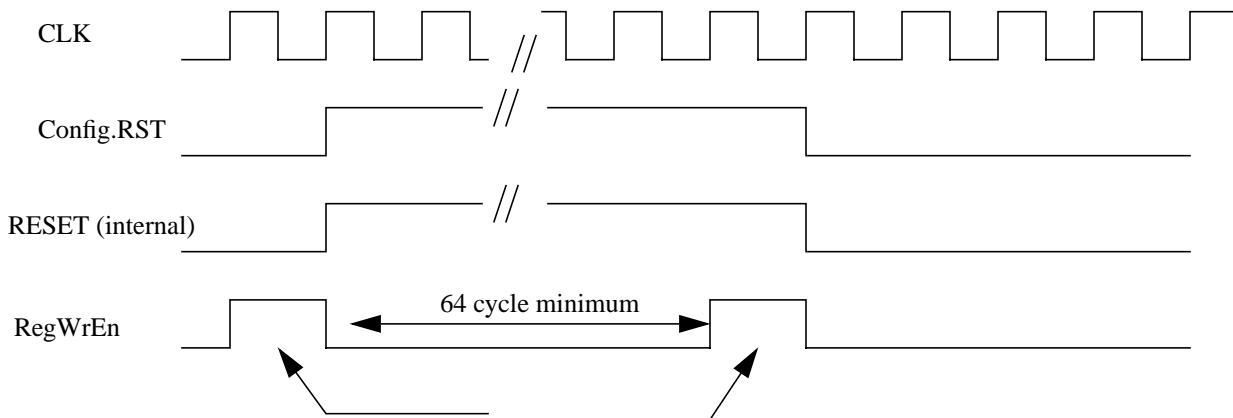 CLK
Config.RST
RESET (internal)
64 cycle minimum
RegWrEn